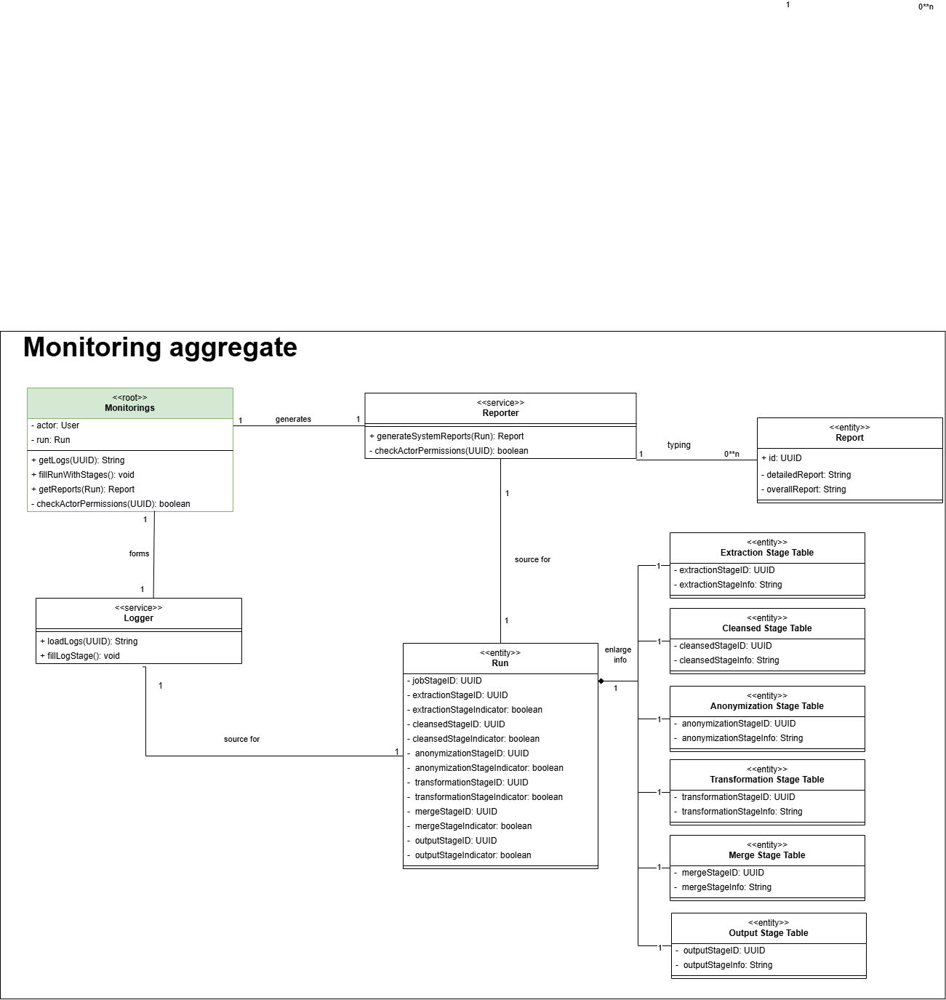 1
0**n
Monitoring aggregate
<<root>>
Monitorings
- actor: User
- run: Run
+ getLogs(UUID): String
+ fillRunWithStages(): void
+ getReports(Run): Report
- checkActorPermissions(UUID): boolean
1
generates
1
<<service>>
Reporter
+ generateSystemReports(Run): Report
- checkActorPermissions(UUID): boolean
1
typing
0**n
<<entity>>
Report
+ id: UUID
- detailedReport: String
- overallReport: String
1
forms
1
<<service>>
Logger
+ loadLogs(UUID): String
+ fillLogStage(): void
1
source for
1
1
source for
1
<<entity>>
Run
- jobStageID: UUID
- extractionStageID: UUID
- extractionStageIndicator: boolean
- cleansedStageID: UUID
- cleansedStageIndicator: boolean
- anonymizationStageID: UUID
- anonymizationStageIndicator: boolean
- transformationStageID: UUID
- transformationStageIndicator: boolean
- mergeStageID: UUID
- mergeStageIndicator: boolean
- outputStageID: UUID
- outputStageIndicator: boolean
enlarge
info
1
1
<<entity>>
Extraction Stage Table
- extractionStageID: UUID
- extractionStageInfo: String
1
<<entity>>
Cleansed Stage Table
- cleansedStageID: UUID
- cleansedStageInfo: String
1
<<entity>>
Anonymization Stage Table
- anonymizationStageID: UUID
- anonymizationStageInfo: String
1
<<entity>>
Transformation Stage Table
- transformationStageID: UUID
- transformationStageInfo: String
1
<<entity>>
Merge Stage Table
- mergeStageID: UUID
- mergeStageInfo: String
1
<<entity>>
Output Stage Table
- outputStageID: UUID
- outputStageInfo: String